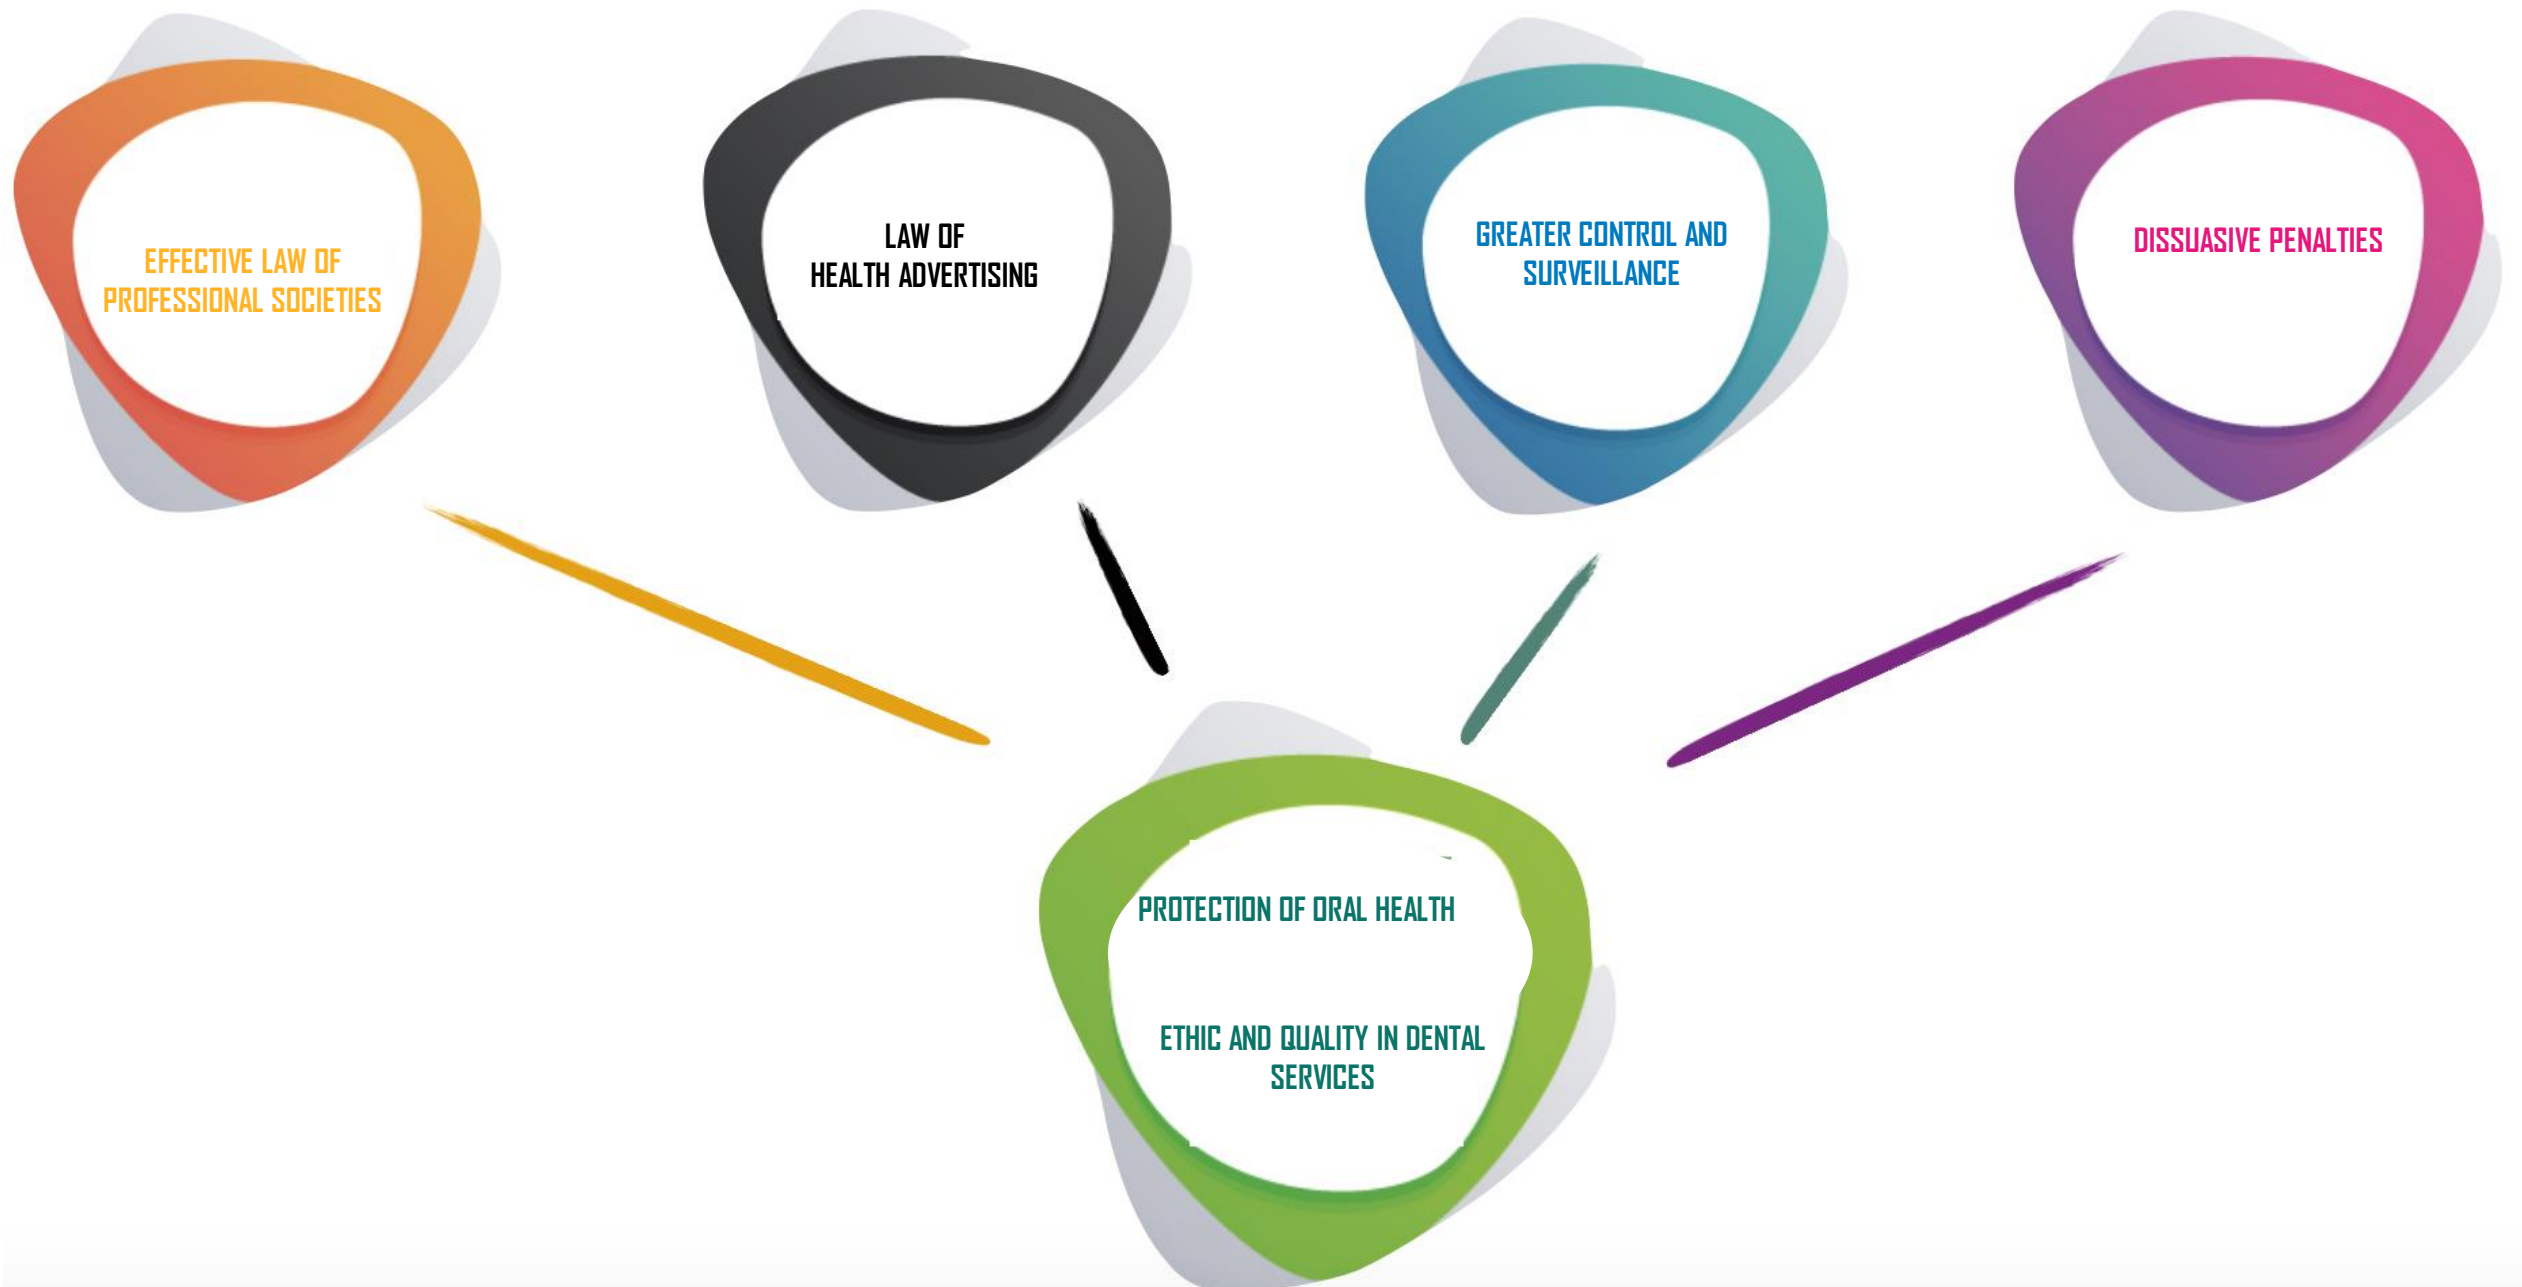 EFFECTIVE LAW OF
PROFESSIONAL SOCIETIES
LAW OF
HEALTH ADVERTISING
GREATER CONTROL AND
SURVEILLANCE
DISSUASIVE PENALTIES
PROTECTION OF ORAL HEALTH
ETHIC AND QUALITY IN DENTAL
SERVICES